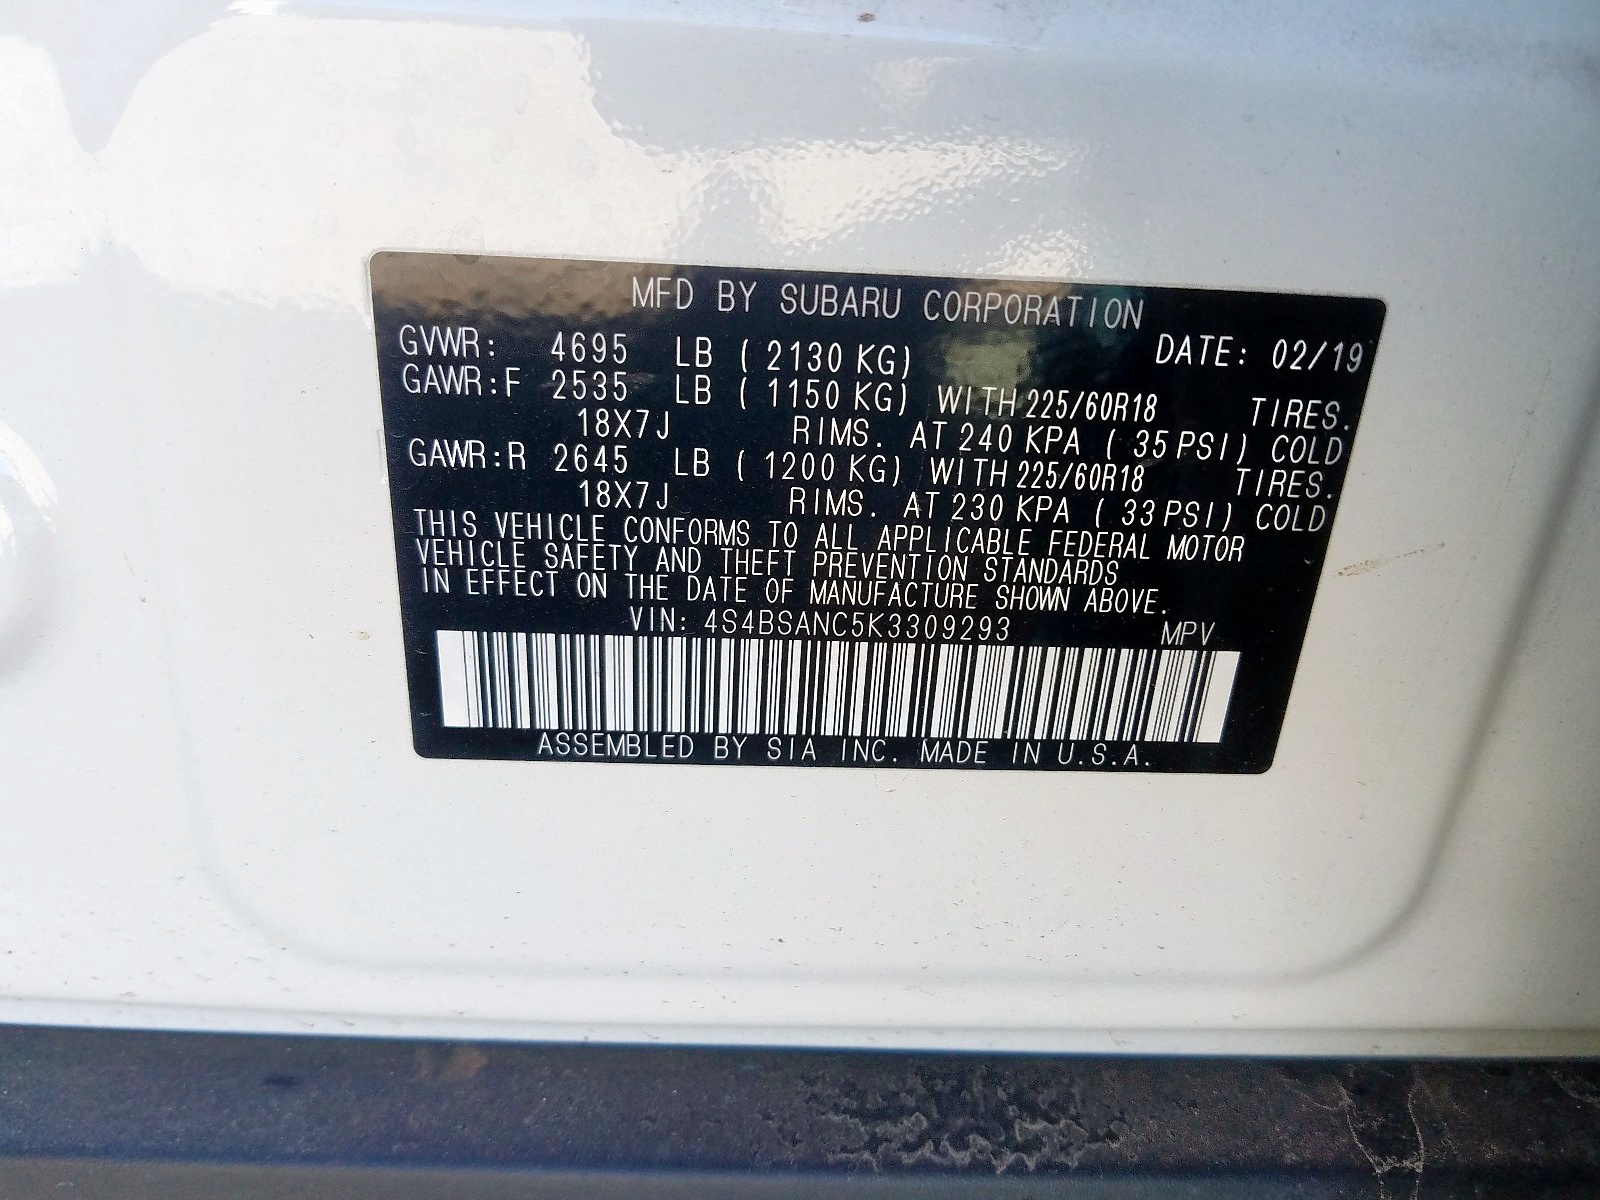 MFD BY SUBARU CORPORATION
GVWR: 4695 LB ( 2130 KG) DATE: 02/19
GAWR:F 2535 LB ( 1150 KG) WITH 225/60R18 TIRES.
18X7J RIMS. AT 240 KPA ( 35 PSI) COLD
GAWR:R 2645 LB ( 1200 KG) WITH 225/60R18 TIRES.
18X7J RIMS. AT 230 KPA ( 33 PSI) COLD
THIS VEHICLE CONFORMS TO ALL APPLICABLE FEDERAL MOTOR
VEHICLE SAFETY AND THEFT PREVENTION STANDARDS
IN EFFECT ON THE DATE OF MANUFACTURE SHOWN ABOVE.
VIN: 4S4BSANC5K3309293 MPV
ASSEMBLED BY SIA INC. MADE IN U.S.A.